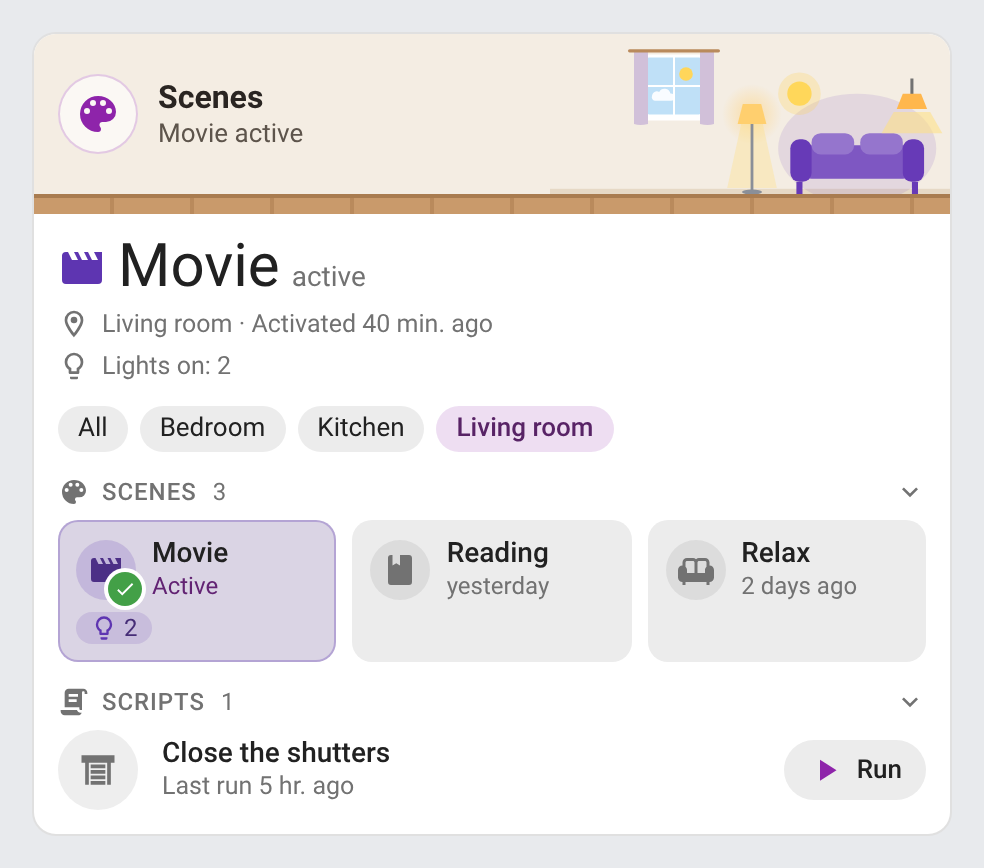 Scenes
Movie active
Movie active
Living room · Activated 40 min. ago
Lights on: 2
All Bedroom Kitchen Living room
SCENES 3
Movie Reading Relax
Active yesterday 2 days ago
2
SCRIPTS 1
Close the shutters
Last run 5 hr. ago
Run